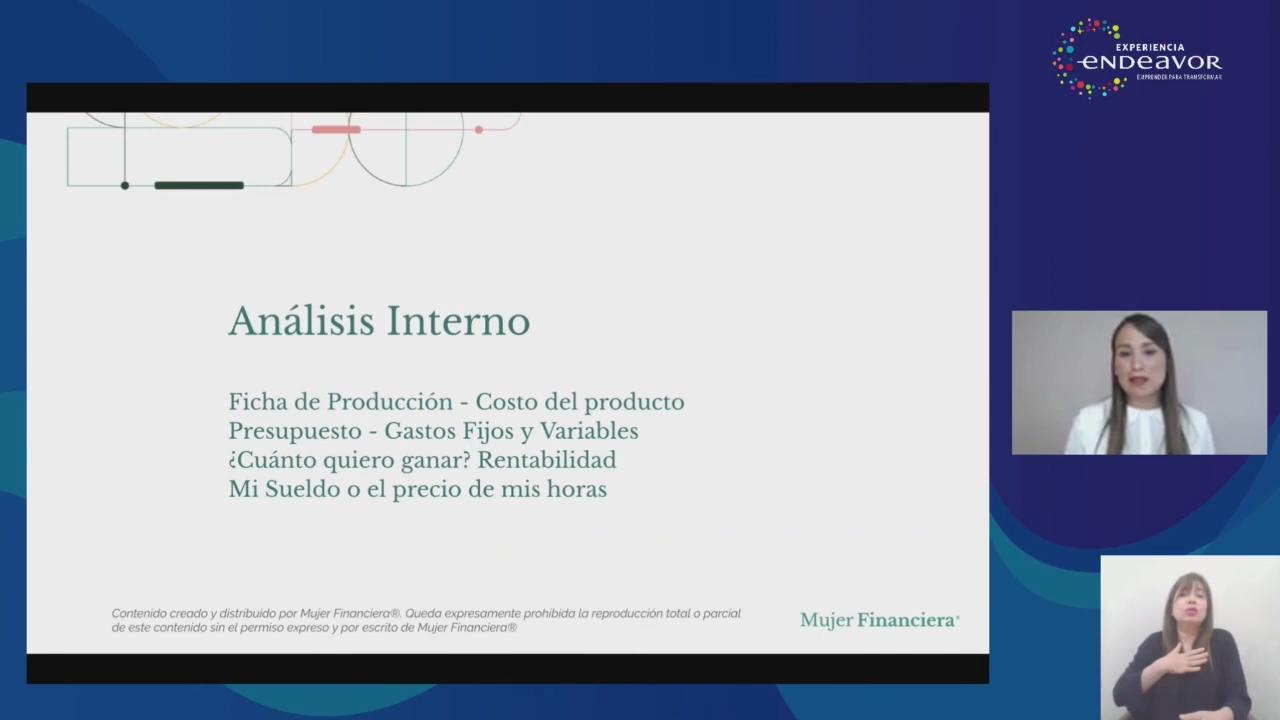 EXPERIENCIA
ENDEAVOR
EMPRENDER PARA TRANSFORMAR
Análisis Interno
Ficha de Producción - Costo del producto
Presupuesto - Gastos Fijos y Variables
¿Cuánto quiero ganar? Rentabilidad
Mi Sueldo o el precio de mis horas
Contenido creado y distribuido por Mujer Financiera®. Queda expresamente prohibida la reproducción total o parcial
de este contenido sin el permiso expreso y por escrito de Mujer Financiera®
Mujer Financiera®